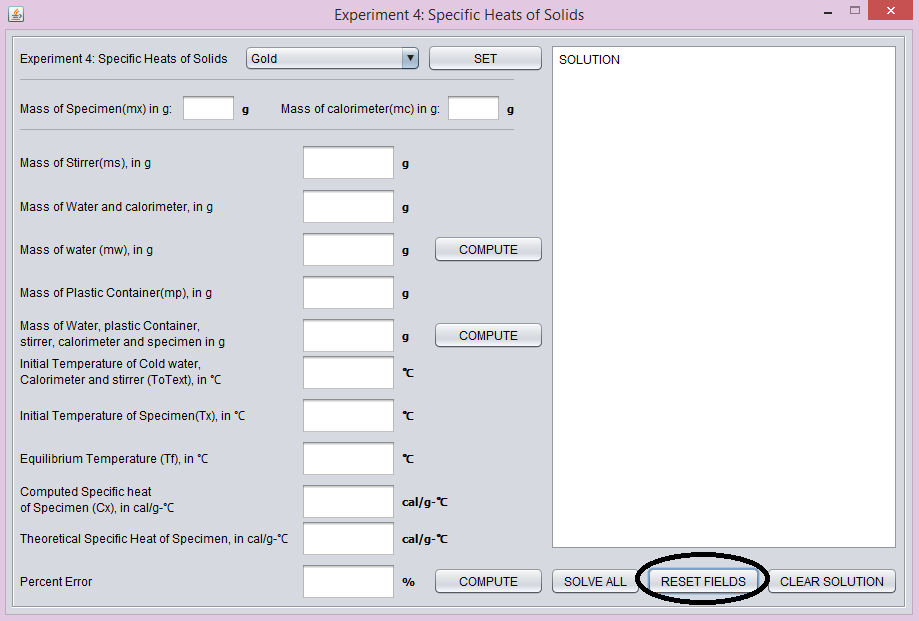 Experiment 4: Specific Heats of Solids
Experiment 4: Specific Heats of Solids Gold SET
SOLUTION
Mass of Specimen(mx) in g: g Mass of calorimeter(mc) in g: g
Mass of Stirrer(ms), in g g
Mass of Water and calorimeter, in g g
Mass of water (mw), in g g COMPUTE
Mass of Plastic Container(mp), in g g
Mass of Water, plastic Container,
stirrer, calorimeter and specimen in g g COMPUTE
Initial Temperature of Cold water,
Calorimeter and stirrer (ToText), in °C °C
Initial Temperature of Specimen(Tx), in °C °C
Equilibrium Temperature (Tf), in °C °C
Computed Specific heat
of Specimen (Cx), in cal/g-°C cal/g-°C
Theoretical Specific Heat of Specimen, in cal/g-°C cal/g-°C
Percent Error % COMPUTE SOLVE ALL RESET FIELDS CLEAR SOLUTION